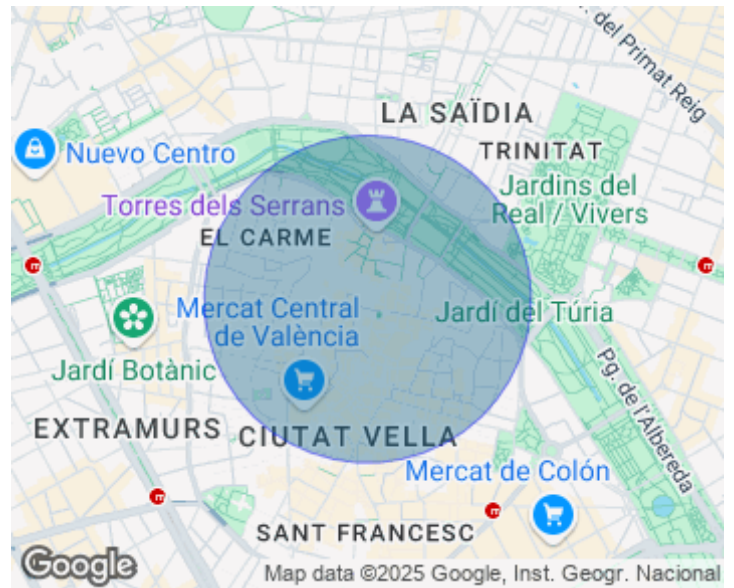 . del Primat Reig
LA SAÏDIA
TRINITAT
Nuevo Centro
Jardins del
Real / Vivers
Torres dels Serrans
EL CARME
Mercat Central
de València
Jardí del Túria
Jardí Botànic
Pg. de l'Albereda
EXTRAMURS
CIUTAT VELLA
Mercat de Colón
SANT FRANCESC
Google
Map data ©2025 Google, Inst. Geogr. Nacional